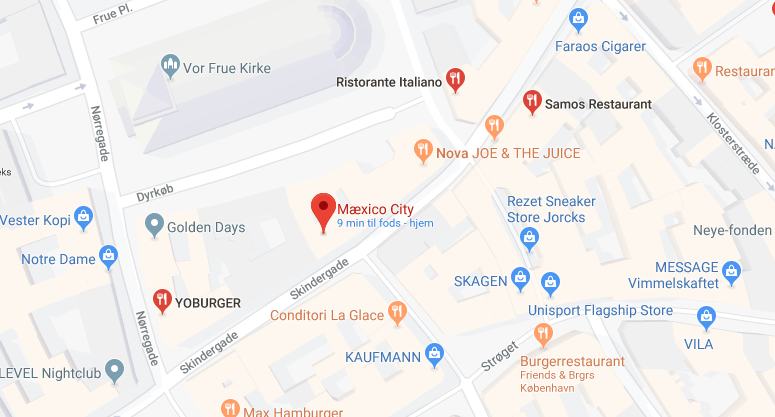 Frue Pl.
Faraos Cigarer
Vor Frue Kirke
Restaurar
Ristorante Italiano
Samos Restaurant
Nørregade
Klosterstræde
Nova JOE & THE JUICE
eks
Dyrkøb
Mæxico City
9 min til fods - hjem
Rezet Sneaker
Store Jorcks
Vester Kopi
Golden Days
Neye-fonden
Notre Dame
MESSAGE
Vimmelskaftet
SKAGEN
Skindergade
YOBURGER
Unisport Flagship Store
Conditori La Glace
Nørregade
Skindergade
VILA
KAUFMANN
Strøget
Burgerrestaurant
Friends & Brgrs
København
LEVEL Nightclub
Max Hamburger